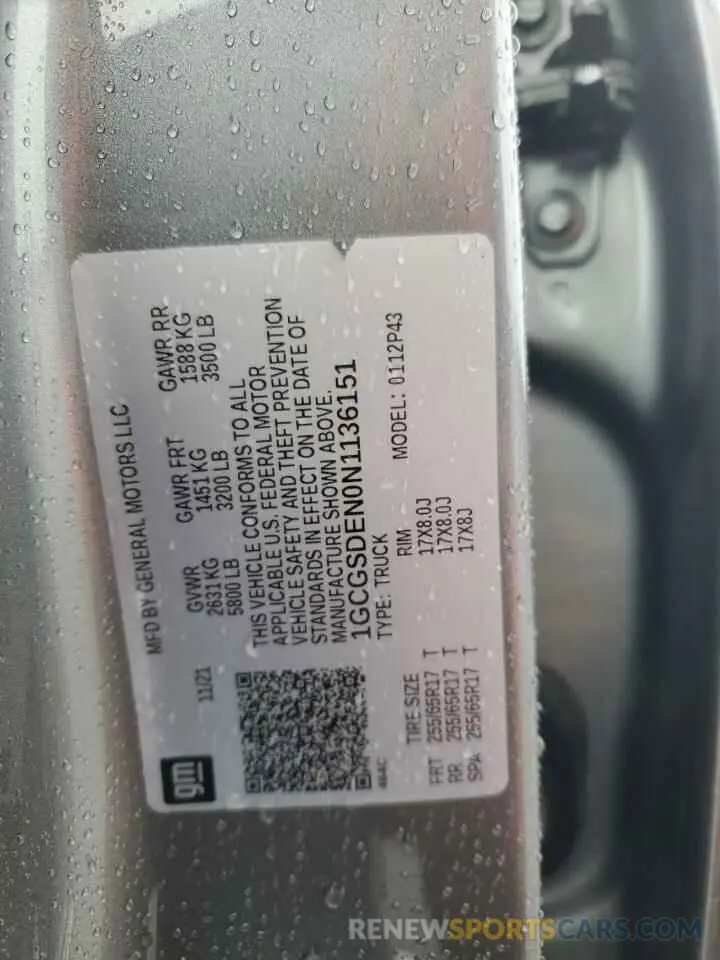 MFD BY GENERAL MOTORS LLC
gm
11/21
GVWR GAWR FRT GAWR RR
2631 KG 1451 KG 1588 KG
5800 LB 3200 LB 3500 LB
THIS VEHICLE CONFORMS TO ALL
APPLICABLE U.S. FEDERAL MOTOR
VEHICLE SAFETY AND THEFT PREVENTION
STANDARDS IN EFFECT ON THE DATE OF
MANUFACTURE SHOWN ABOVE.
1GCGSDEN0N1136151
TYPE: TRUCK MODEL: 0112P43
464C
TIRE SIZE RIM
FRT 255/65R17 T 17X8.0J
RR 255/65R17 T 17X8.0J
SPA 255/65R17 T 17X8J
RENEWSPORTSCARS.COM